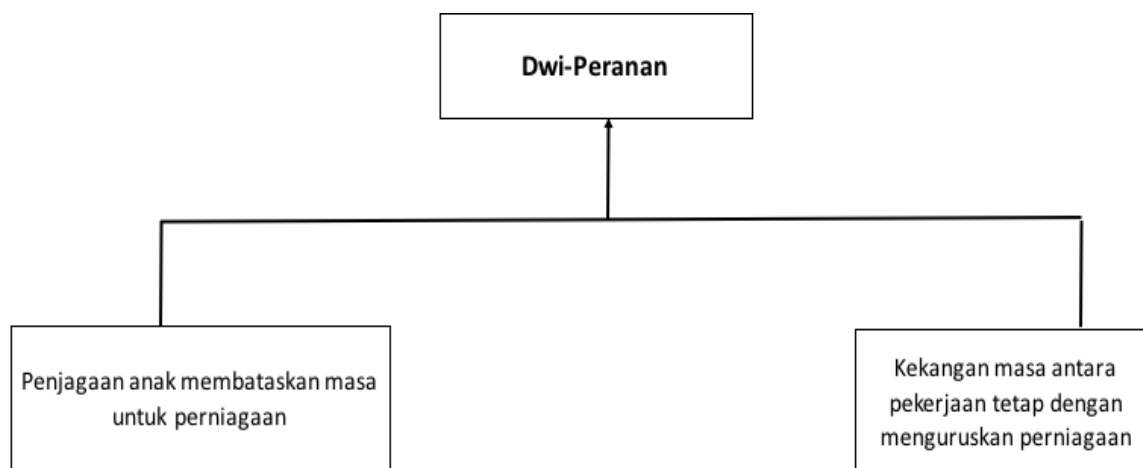 Dwi-Peranan
Penjagaan anak membataskan masa
untuk perniagaan
Kekangan masa antara
pekerjaan tetap dengan
menguruskan perniagaan